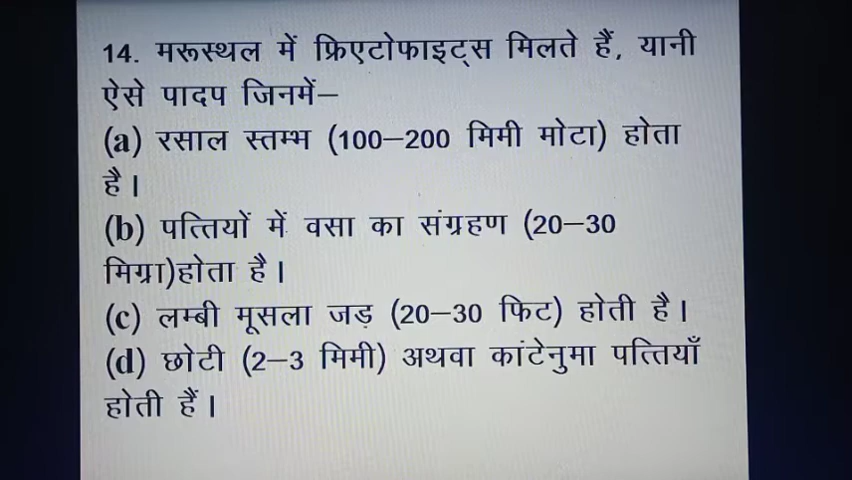 14. मरूस्थल में फ्रिएटोफाइट्स मिलते हैं, यानी
ऐसे पादप जिनमें–
(a) रसाल स्तम्भ (100–200 मिमी मोटा) होता
है।
(b) पत्तियों में वसा का संग्रहण (20–30
मिग्रा)होता है।
(c) लम्बी मूसला जड़ (20–30 फिट) होती है।
(d) छोटी (2–3 मिमी) अथवा कांटेनुमा पत्तियाँ
होती हैं।